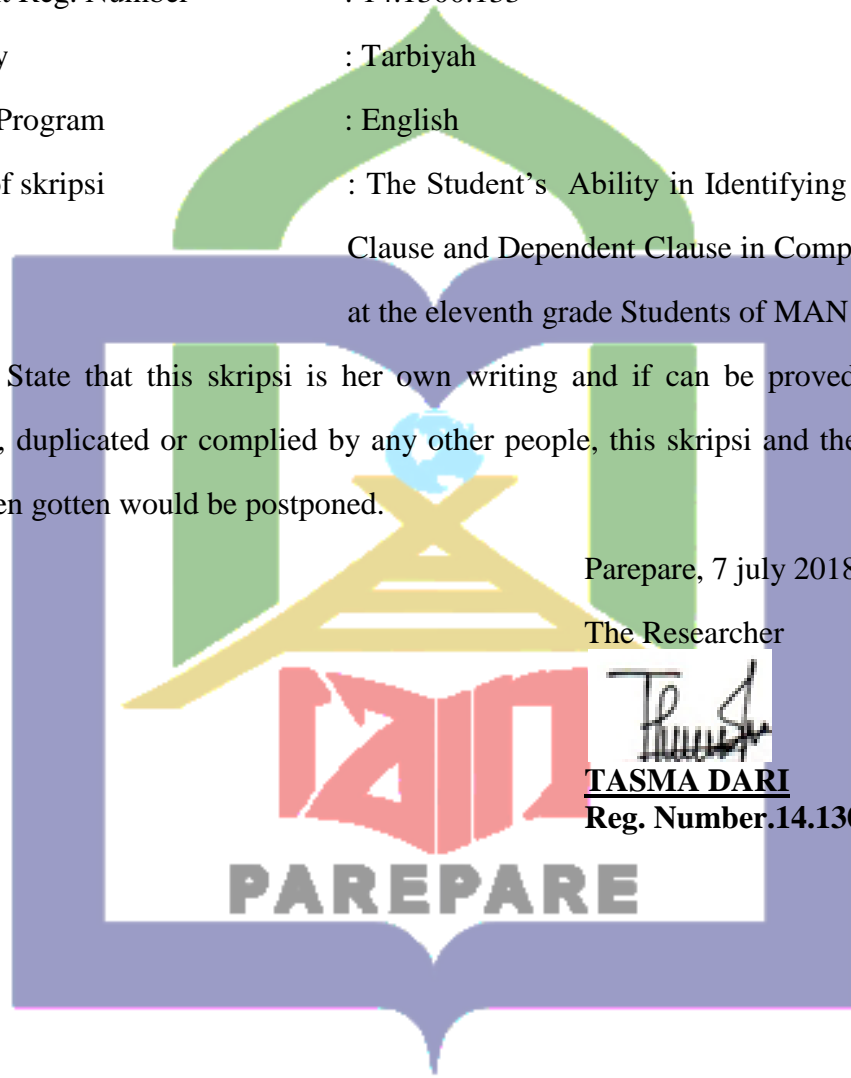 Reg. Number : 14.1300.133
: Tarbiyah
Program : English
of skripsi : The Student’s Ability in Identifying
Clause and Dependent Clause in Comp
at the eleventh grade Students of MAN
State that this skripsi is her own writing and if can be proved
, duplicated or complied by any other people, this skripsi and the
en gotten would be postponed.
Parepare, 7 july 2018
The Researcher
TASMA DARI
Reg. Number.14.130
iain
PAREPARE